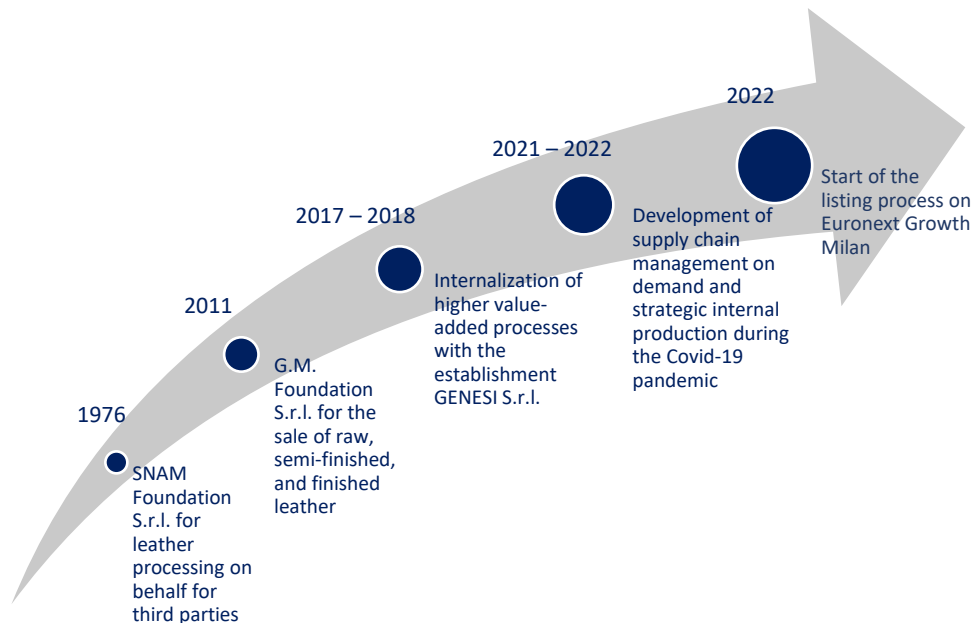 1976
SNAM
Foundation
S.r.l. for
leather
processing on
behalf for
third parties
2011
G.M.
Foundation
S.r.l. for the
sale of raw,
semi-finished,
and finished
leather
2017 – 2018
Internalization of
higher value-
added processes
with the
establishment
GENESI S.r.l.
2021 – 2022
Development of
supply chain
management on
demand and
strategic internal
production during
the Covid-19
pandemic
2022
Start of the
listing process on
Euronext Growth
Milan